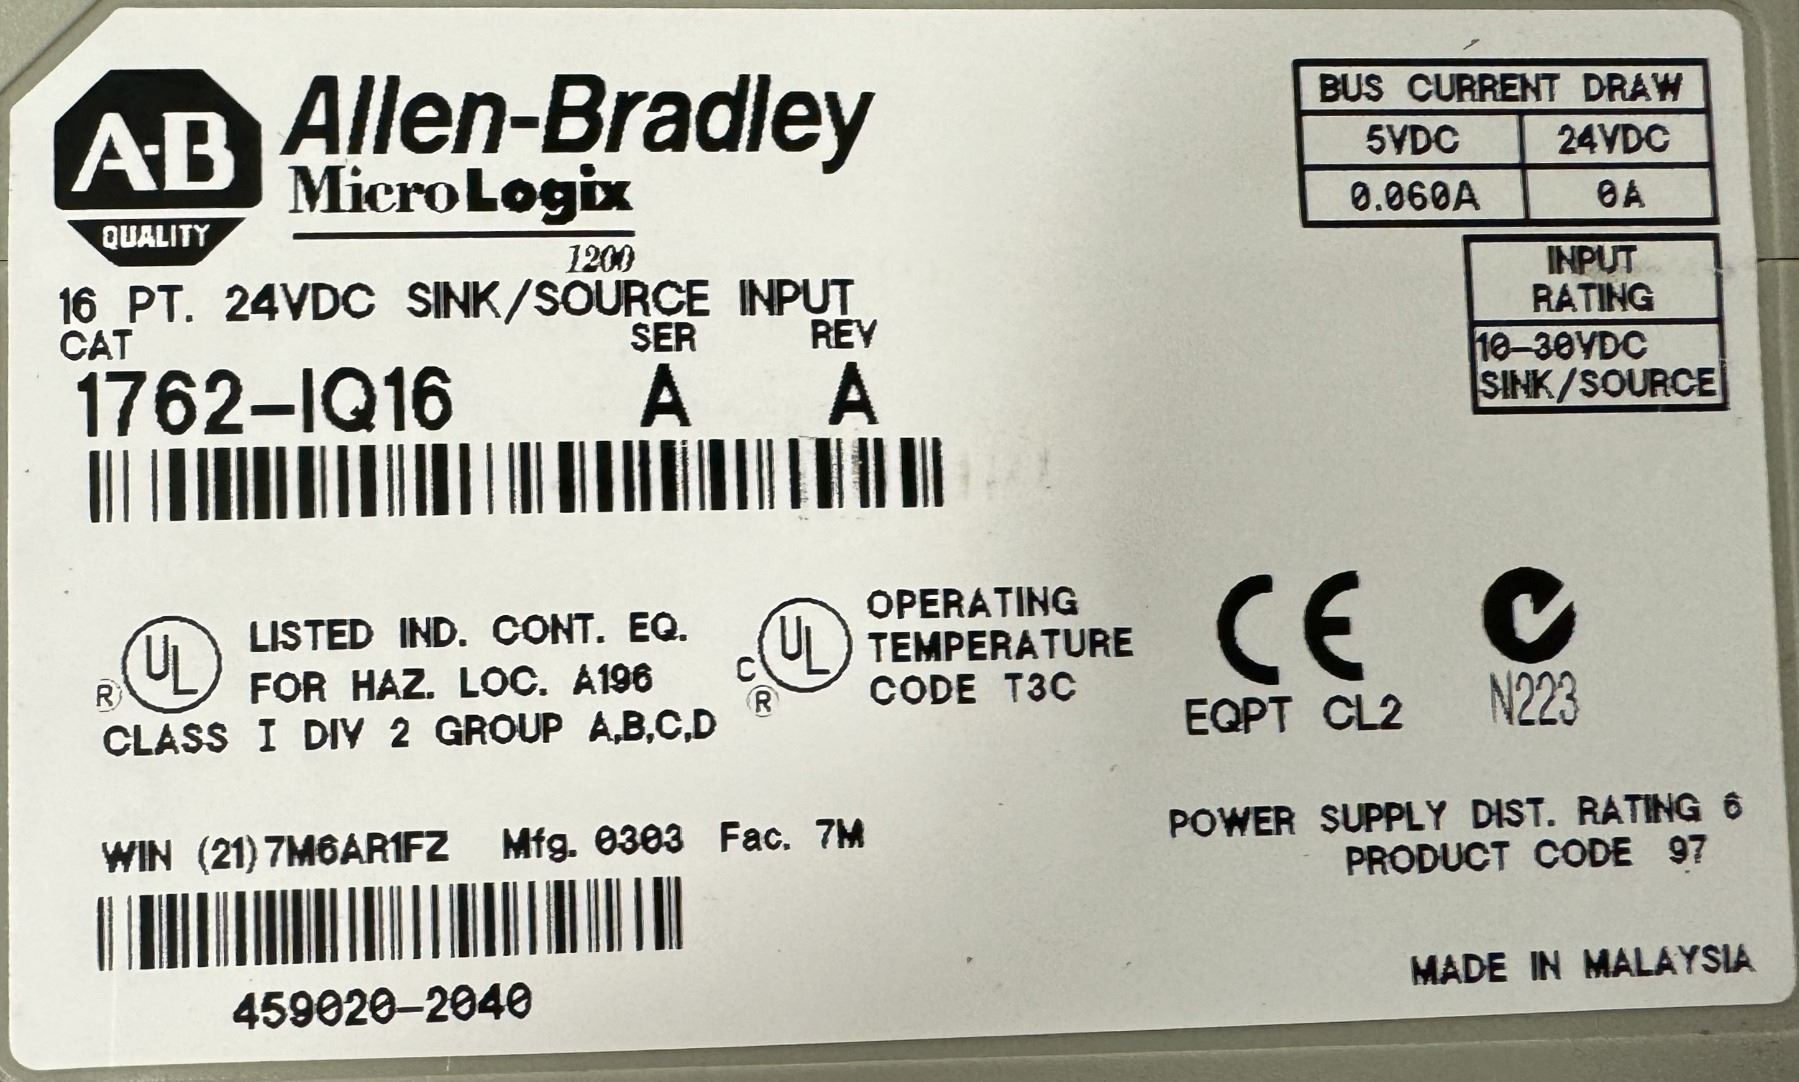 A-B
QUALITY
Allen-Bradley
MicroLogix
1200
16 PT. 24VDC SINK/SOURCE INPUT
CAT SER REV
1762-IQ16 A A
BUS CURRENT DRAW
5VDC 24VDC
0.060A 0A
INPUT
RATING
10-30VDC
SINK/SOURCE
UL
R
LISTED IND. CONT. EQ.
FOR HAZ. LOC. A196
CLASS I DIV 2 GROUP A,B,C,D
C UL
R
OPERATING
TEMPERATURE
CODE T3C
CE
EQPT CL2
N223
WIN (21)7M6AR1FZ Mfg. 0303 Fac. 7M
459020-2040
POWER SUPPLY DIST. RATING 6
PRODUCT CODE 97
MADE IN MALAYSIA